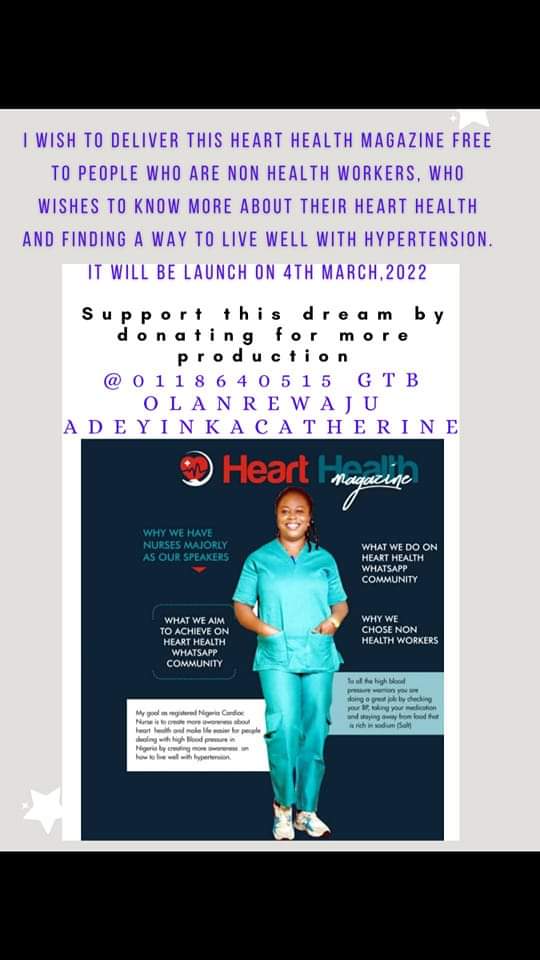 I WISH TO DELIVER THIS HEART HEALTH MAGAZINE FREE
TO PEOPLE WHO ARE NON HEALTH WORKERS, WHO
WISHES TO KNOW MORE ABOUT THEIR HEART HEALTH
AND FINDING A WAY TO LIVE WELL WITH HYPERTENSION.
IT WILL BE LAUNCH ON 4TH MARCH,2022
Support this dream by
donating for more
production
@0118640515 GTB
OLANREWAJU
ADEYINKACATHERINE
Heart Health
magazine
WHY WE HAVE
NURSES MAJORLY
AS OUR SPEAKERS
WHAT WE DO ON
HEART HEALTH
WHATSAPP
COMMUNITY
WHAT WE AIM
TO ACHIEVE ON
HEART HEALTH
WHATSAPP
COMMUNITY
WHY WE
CHOSE NON
HEALTH WORKERS
To all the high blood
pressure warriors you are
doing a great job by checking
your BP, taking your medication
and staying away from food that
is rich in sodium (Salt)
My goal as registered Nigeria Cardiac
Nurse is to create more awareness about
heart health and make life easier for people
dealing with high Blood pressure in
Nigeria by creating more awareness on
how to live well with hypertension.